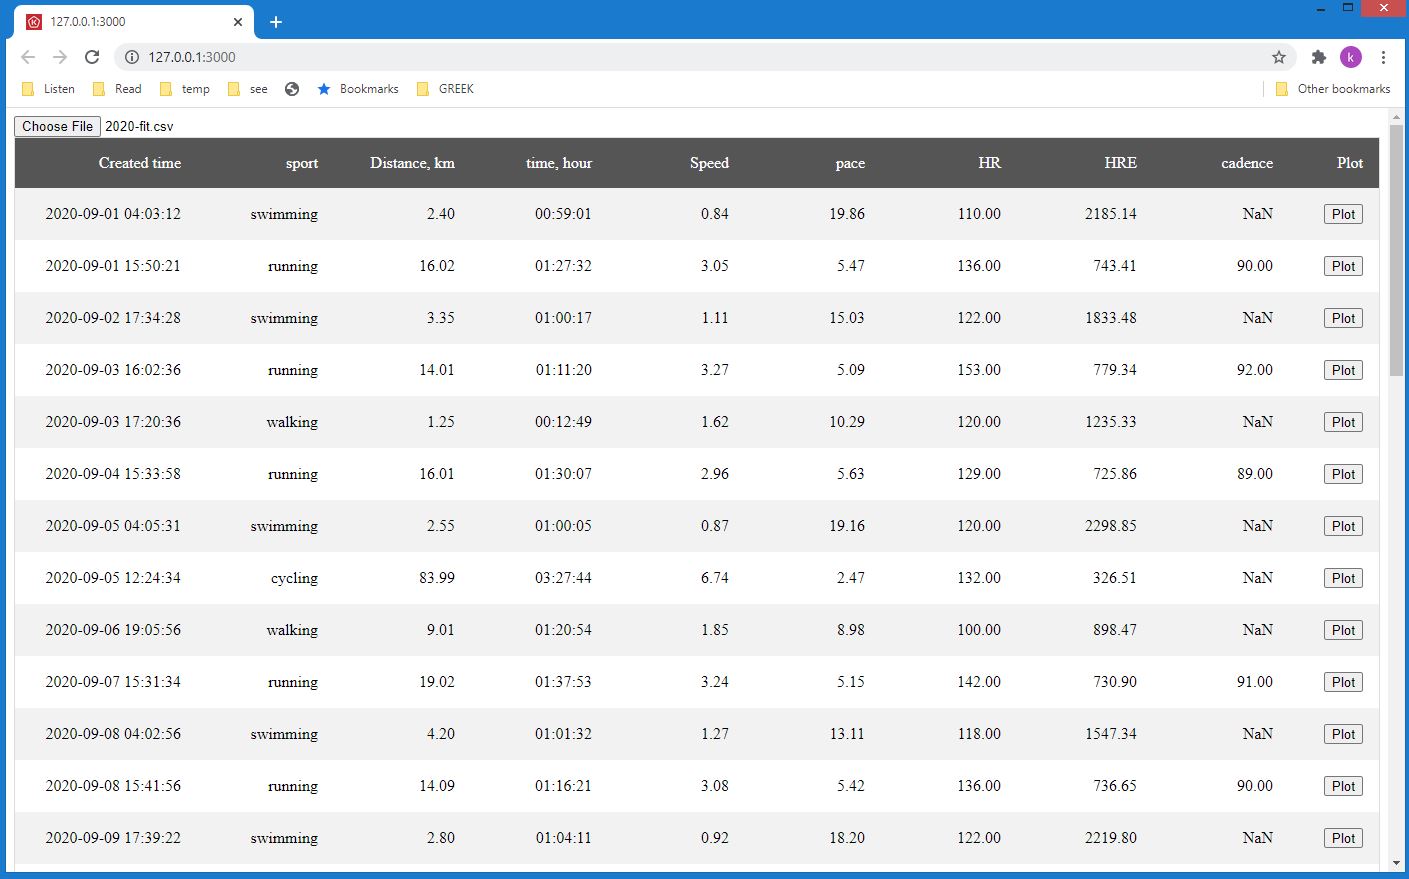 127.0.0.1:3000
127.0.0.1:3000 k
Listen Read temp see Bookmarks GREEK Other bookmarks
Choose File 2020-fit.csv
Created time sport Distance, km time, hour Speed pace HR HRE cadence Plot
2020-09-01 04:03:12 swimming 2.40 00:59:01 0.84 19.86 110.00 2185.14 NaN Plot
2020-09-01 15:50:21 running 16.02 01:27:32 3.05 5.47 136.00 743.41 90.00 Plot
2020-09-02 17:34:28 swimming 3.35 01:00:17 1.11 15.03 122.00 1833.48 NaN Plot
2020-09-03 16:02:36 running 14.01 01:11:20 3.27 5.09 153.00 779.34 92.00 Plot
2020-09-03 17:20:36 walking 1.25 00:12:49 1.62 10.29 120.00 1235.33 NaN Plot
2020-09-04 15:33:58 running 16.01 01:30:07 2.96 5.63 129.00 725.86 89.00 Plot
2020-09-05 04:05:31 swimming 2.55 01:00:05 0.87 19.16 120.00 2298.85 NaN Plot
2020-09-05 12:24:34 cycling 83.99 03:27:44 6.74 2.47 132.00 326.51 NaN Plot
2020-09-06 19:05:56 walking 9.01 01:20:54 1.85 8.98 100.00 898.47 NaN Plot
2020-09-07 15:31:34 running 19.02 01:37:53 3.24 5.15 142.00 730.90 91.00 Plot
2020-09-08 04:02:56 swimming 4.20 01:01:32 1.27 13.11 118.00 1547.34 NaN Plot
2020-09-08 15:41:56 running 14.09 01:16:21 3.08 5.42 136.00 736.65 90.00 Plot
2020-09-09 17:39:22 swimming 2.80 01:04:11 0.92 18.20 122.00 2219.80 NaN Plot